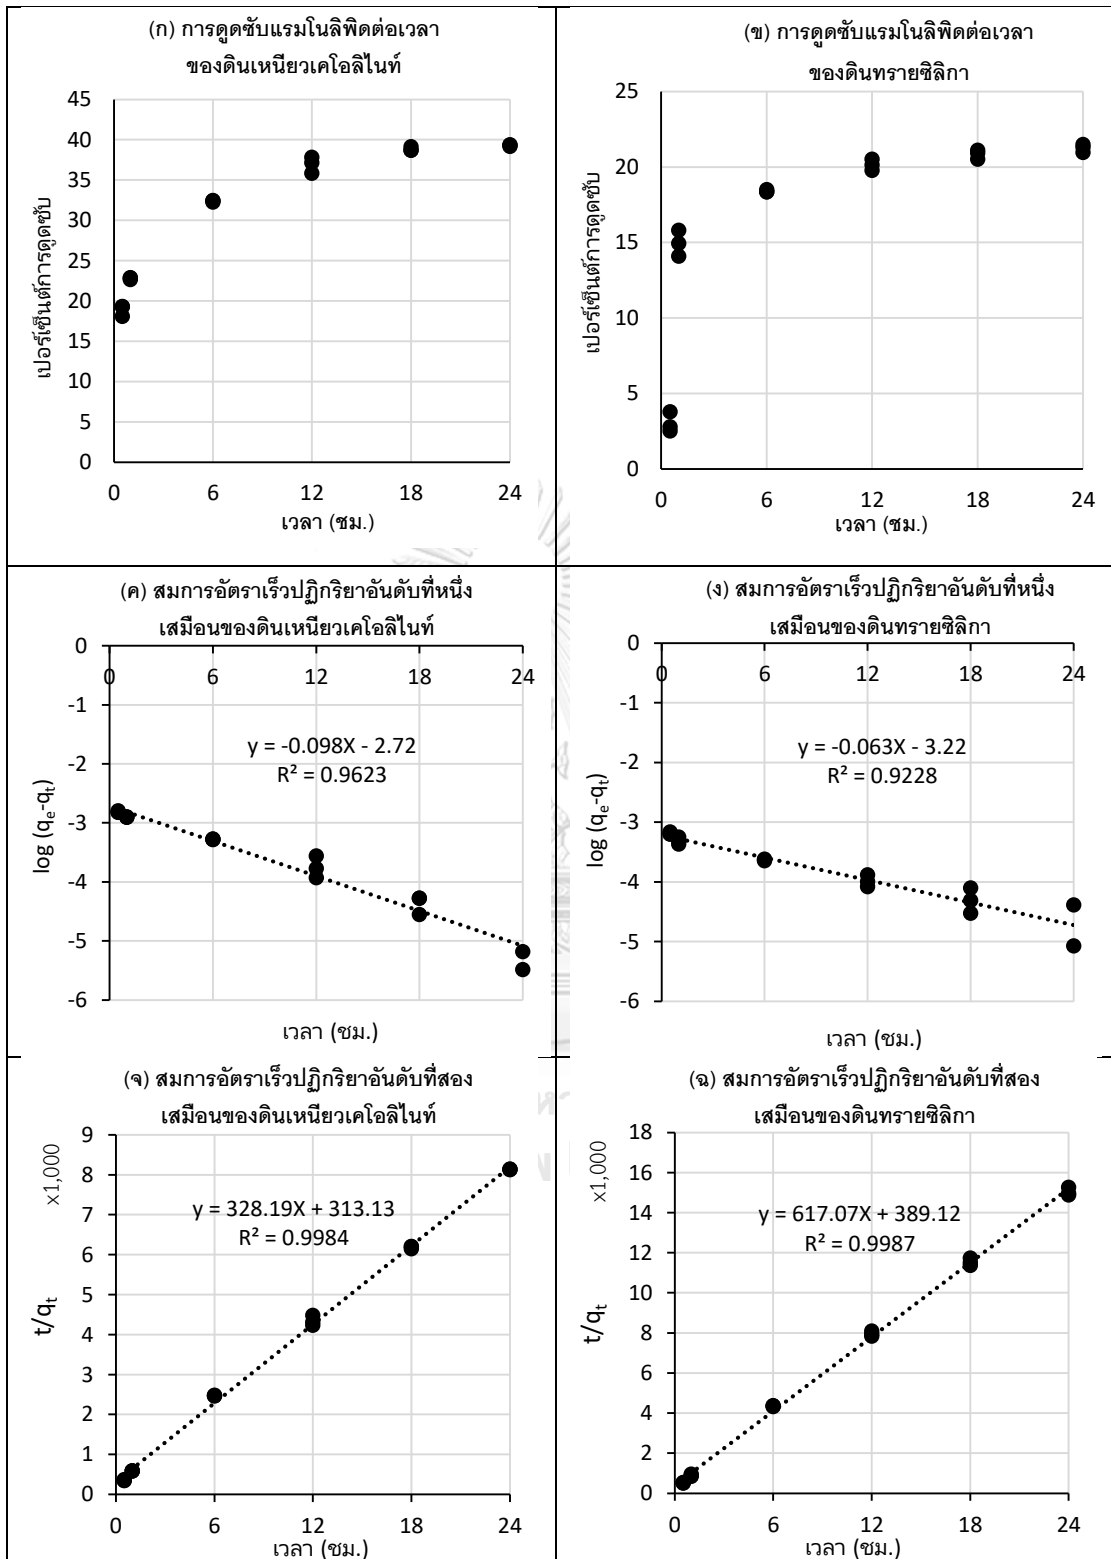 (ก) การดูดซับแรมโนลิพิดต่อเวลา
ของดินเหนียวเคโอลิไนท์
45
40
35
30
25
20
15
10
5
0
0 6 12 18 24
เปอร์เซ็นต์การดูดซับ
เวลา (ชม.)
(ข) การดูดซับแรมโนลิพิดต่อเวลา
ของดินทรายซิลิกา
25
20
15
10
5
0
0 6 12 18 24
เปอร์เซ็นต์การดูดซับ
เวลา (ชม.)
(ค) สมการอัตราเร็วปฏิกริยาอันดับที่หนึ่ง
เสมือนของดินเหนียวเคโอลิไนท์
0
0 6 12 18 24
-1
-2
-3
-4
-5
-6
y = -0.098X - 2.72
R² = 0.9623
log (qₑ-qₜ)
เวลา (ชม.)
(ง) สมการอัตราเร็วปฏิกริยาอันดับที่หนึ่ง
เสมือนของดินทรายซิลิกา
0
0 6 12 18 24
-1
-2
-3
-4
-5
-6
y = -0.063X - 3.22
R² = 0.9228
log (qₑ-qₜ)
เวลา (ชม.)
(จ) สมการอัตราเร็วปฏิกริยาอันดับที่สอง
เสมือนของดินเหนียวเคโอลิไนท์
9
8
7
6
5
4
3
2
1
0
0 6 12 18 24
x1,000
t/qₜ
y = 328.19X + 313.13
R² = 0.9984
เวลา (ชม.)
(ฉ) สมการอัตราเร็วปฏิกริยาอันดับที่สอง
เสมือนของดินทรายซิลิกา
18
16
14
12
10
8
6
4
2
0
0 6 12 18 24
x1,000
t/qₜ
y = 617.07X + 389.12
R² = 0.9987
เวลา (ชม.)